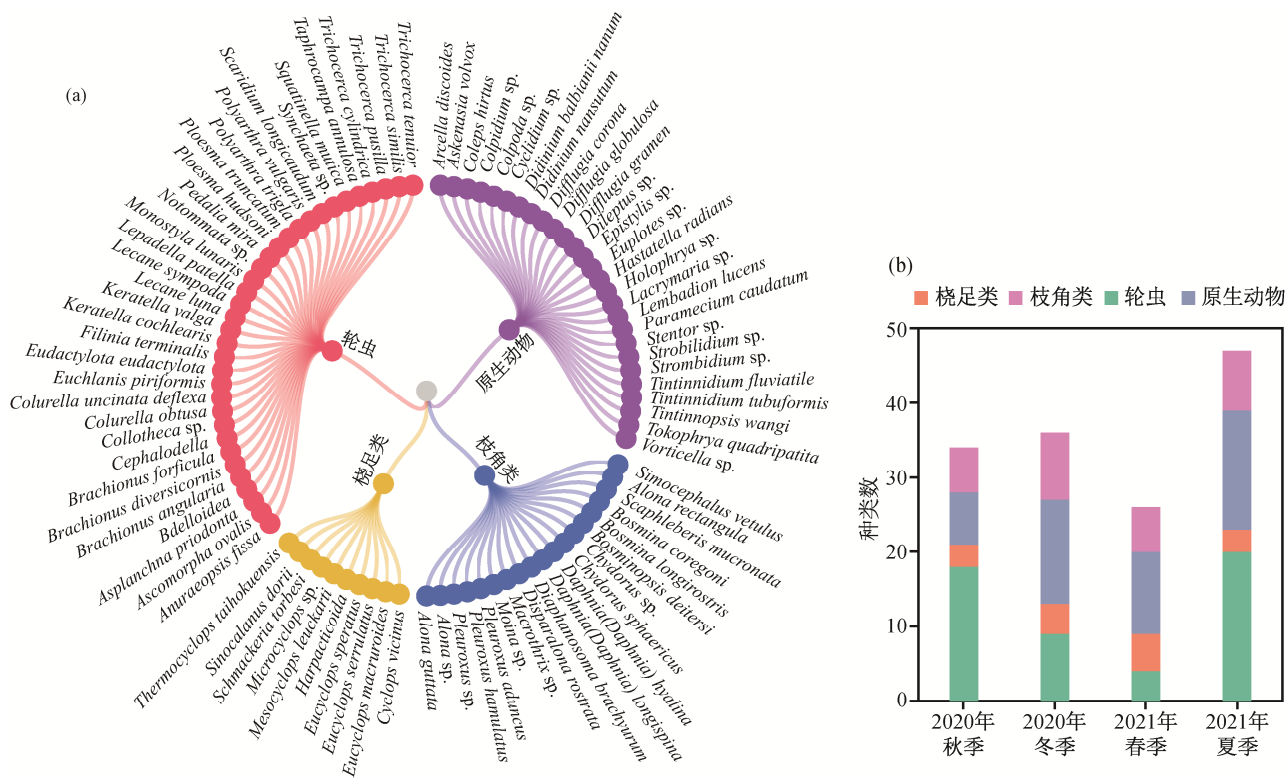 (a)
Trichocerca tenuior
Trichocerca similis
Trichocerca pusilla
Trichocerca cylindrica
Taphrocampa annulosa
Squatinella mutica
Synchaeta sp.
Scaridium longicaudum
Polyarthra vulgaris
Polyarthra trigla
Ploesma truncatum
Ploesma hudsoni
Pedalia mira
Notommata sp.
Monostyla lunaris
Lepadella patella
Lecane sympoda
Lecane luna
Keratella valga
Keratella cochlearis
Filinia terminalis
Eudactylota eudactylota
Euchlanis piriformis
Colurella uncinata deflexa
Colurella obtusa
Collotheca sp.
Cephalodella
Brachionus forficula
Brachionus diversicornis
Brachionus angularia
Bdelloidea
Asplanchna priodonta
Ascomorpha ovalis
Anuraeopsis fissa
轮虫
Arcella discoides
Askenasia volvox
Coleps hirtus
Colpidium sp.
Colpoda sp.
Cyclidium sp.
Didinum balbianii nanum
Didinum nansutum
Difflugia corona
Difflugia globulosa
Difflugia gramen
Dileptus sp.
Epistylis sp.
Euplotes sp.
Hastatella radians
Holophrya sp.
Lacrymaria sp.
Lembadion lucens
Paramecium caudatum
Stentor sp.
Strobilidium sp.
Strombidium sp.
Tintinnidium fluviatile
Tintinnidium tubuformis
Tintinnopsis wangi
Tokophrya quadripatita
Vorticella sp.
原生动物
Simocephalus vetulus
Alona rectangula
Scaphleberis mucronata
Bosmina coregoni
Bosmina longirostris
Bosminopsis deitersi
Chydorus sp.
Chydorus sphaericus
Daphnia(Daphnia) hyalina
Daphnia(Daphnia) longispina
Diaphanosoma brachyurum
Disparalona rostrata
Macrothris sp.
Moina sp.
Pleuroxus aduncus
Pleuroxus hamulatus
Pleuroxus sp.
Alona sp.
Alona guttata
枝角类
Thermocyclops taihokuensis
Sinocalanus dorii
Schmackeria torbesi
Microcyclops sp.
Mesocyclops leuckarti
Harpacticoida
Eucyclops speratus
Eucyclops serrulatus
Eucyclops macruroides
Cyclops vicinus
桡足类
(b)
桡足类 枝角类 轮虫 原生动物
种类数
50
40
30
20
10
0
2020年
秋季
2020年
冬季
2021年
春季
2021年
夏季